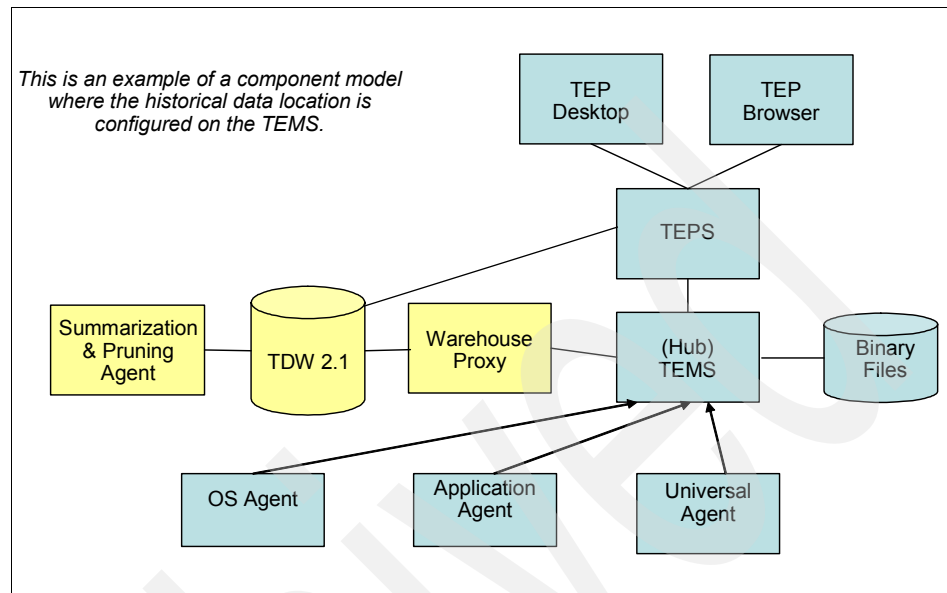 This is an example of a component model
where the historical data location is
configured on the TEMS.
TEP
Desktop
TEP
Browser
TEPS
Summarization
& Pruning
Agent
TDW 2.1
Warehouse
Proxy
(Hub)
TEMS
Binary
Files
OS Agent
Application
Agent
Universal
Agent